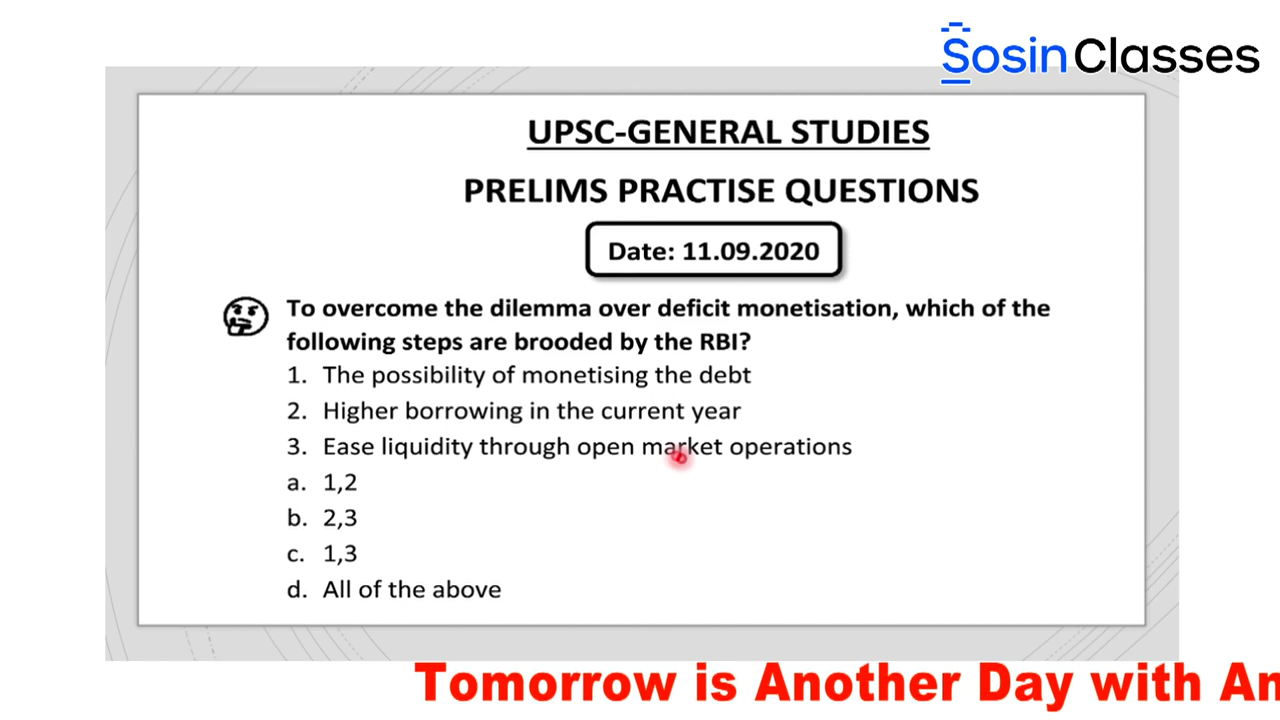 SosinClasses
UPSC-GENERAL STUDIES
PRELIMS PRACTISE QUESTIONS
Date: 11.09.2020
To overcome the dilemma over deficit monetisation, which of the
following steps are brooded by the RBI?
1. The possibility of monetising the debt
2. Higher borrowing in the current year
3. Ease liquidity through open market operations
a. 1,2
b. 2,3
c. 1,3
d. All of the above
Tomorrow is Another Day with An